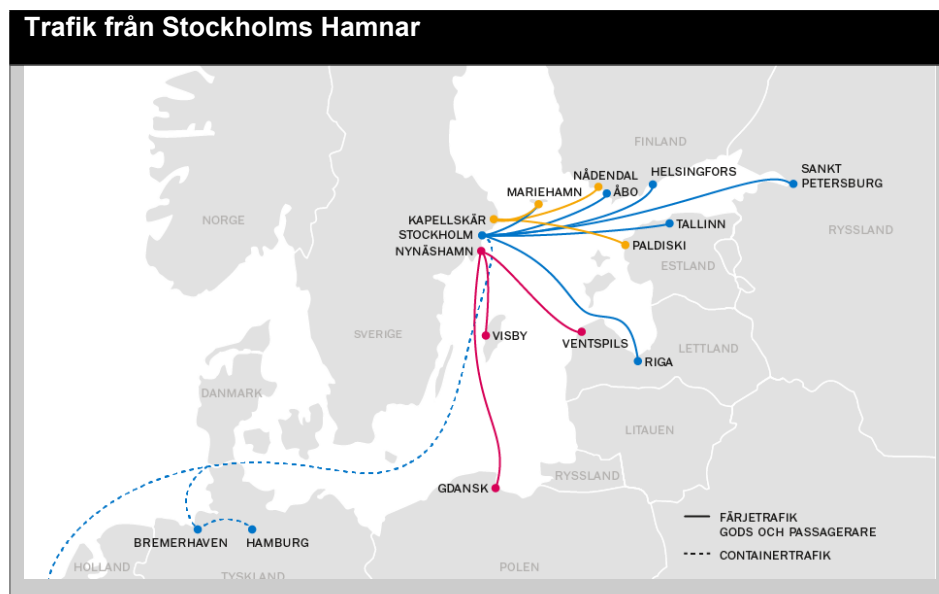 Trafik från Stockholms Hamnar
FINLAND
NÅDENDAL
HELSINGFORS
SANKT
PETERSBURG
MARIEHAMN
ÅBO
NORGE
KAPELLSKÄR
STOCKHOLM
NYNÄSHAMN
TALLINN
RYSSLAND
PALDISKI
ESTLAND
SVERIGE
VISBY
VENTSPILS
LETTLAND
RIGA
DANMARK
LITAUEN
GDANSK
RYSSLAND
FÄRJETRAFIK
GODS OCH PASSAGERARE
CONTAINERTRAFIK
BREMERHAVEN
HAMBURG
HOLLAND
TYSKLAND
POLEN